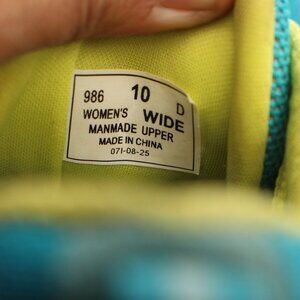 986 10 D
WOMEN'S WIDE
MANMADE UPPER
MADE IN CHINA
071-08-25